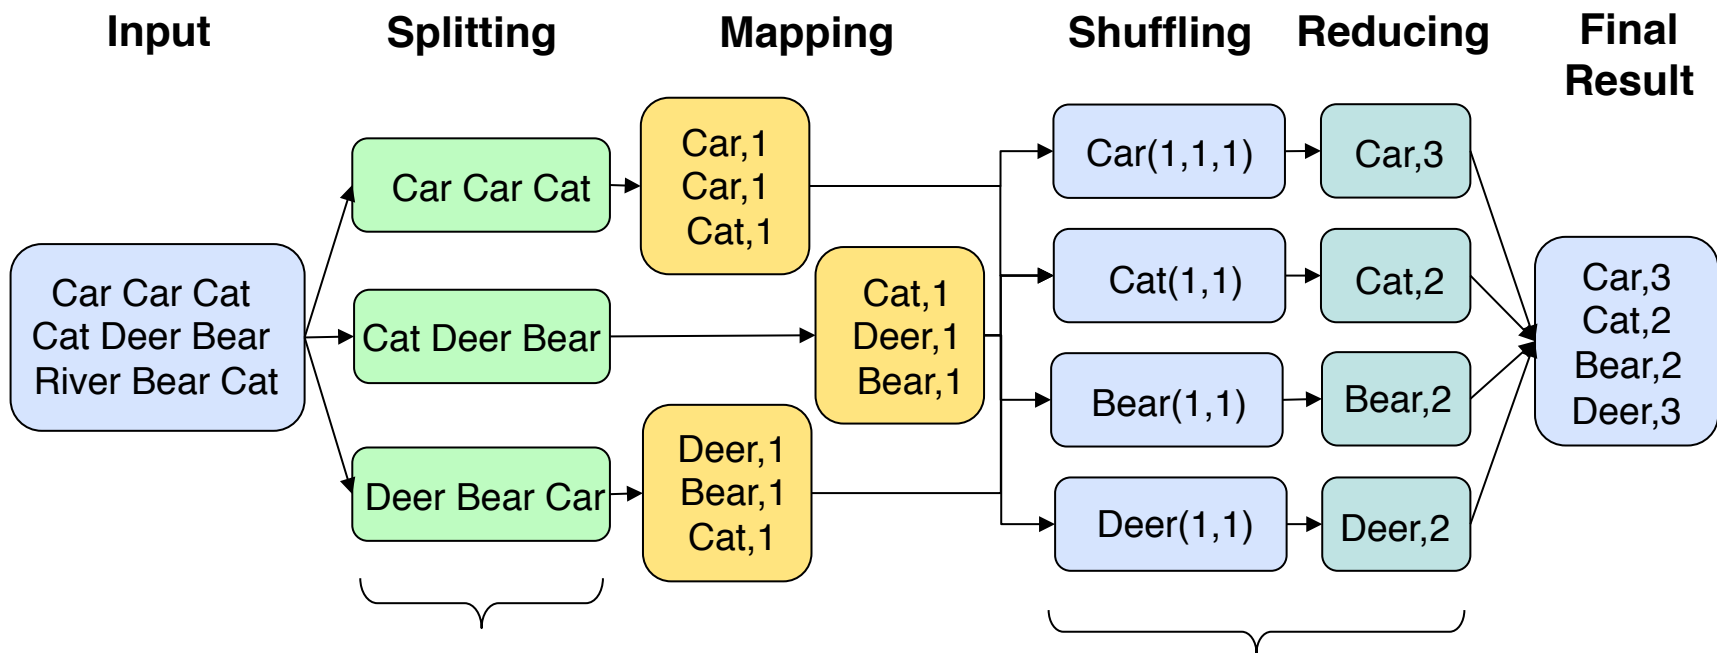 Input
Splitting
Mapping
Shuffling
Reducing
Final
Result
Car Car Cat
Cat Deer Bear
River Bear Cat
Car Car Cat
Cat Deer Bear
Deer Bear Car
Car,1
Car,1
Cat,1
Cat,1
Deer,1
Bear,1
Deer,1
Bear,1
Cat,1
Car(1,1,1)
Cat(1,1)
Bear(1,1)
Deer(1,1)
Car,3
Cat,2
Bear,2
Deer,2
Car,3
Cat,2
Bear,2
Deer,3